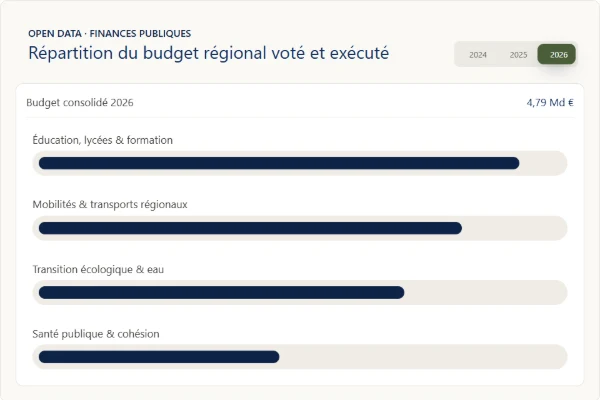 OPEN DATA · FINANCES PUBLIQUES
Répartition du budget régional voté et exécuté
2024 2025 2026
Budget consolidé 2026 4,79 Md €
Éducation, lycées & formation
Mobilités & transports régionaux
Transition écologique & eau
Santé publique & cohésion